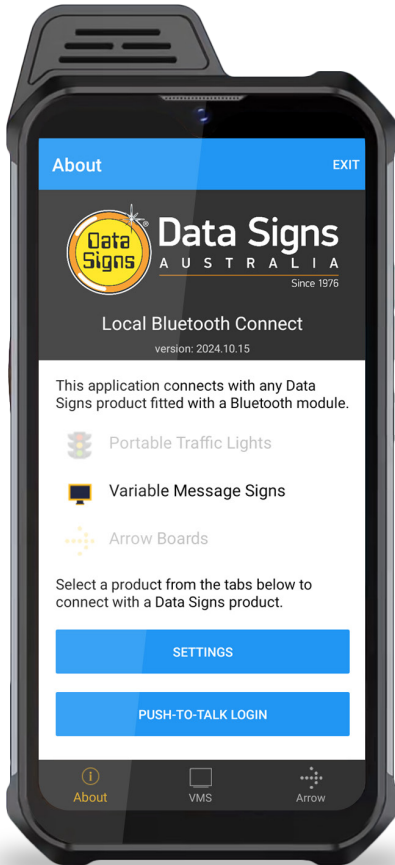 About
EXIT
Data
Signs
®
Data Signs
AUSTRALIA
Since 1976
Local Bluetooth Connect
version: 2024.10.15
This application connects with any Data
Signs product fitted with a Bluetooth module.
Portable Traffic Lights
Variable Message Signs
Arrow Boards
Select a product from the tabs below to
connect with a Data Signs product.
SETTINGS
PUSH-TO-TALK LOGIN
About
VMS
Arrow